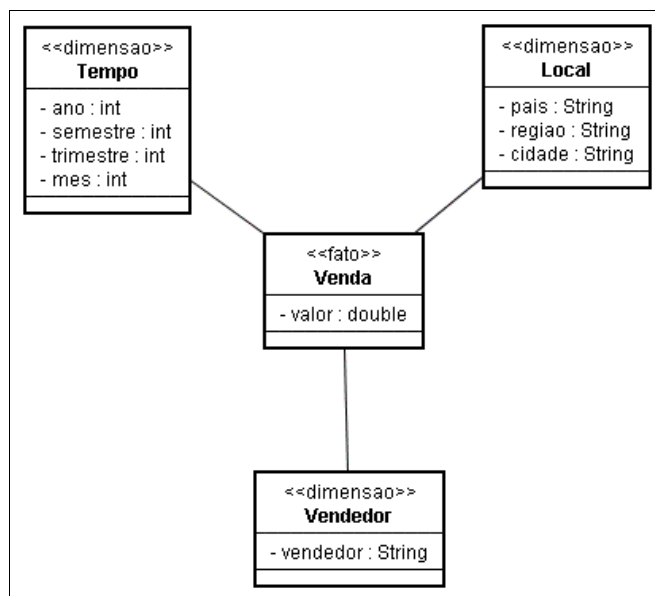 <<dimensao>>
Tempo
- ano : int
- semestre : int
- trimestre : int
- mes : int
<<dimensao>>
Local
- pais : String
- regiao : String
- cidade : String
<<fato>>
Venda
- valor : double
<<dimensao>>
Vendedor
- vendedor : String